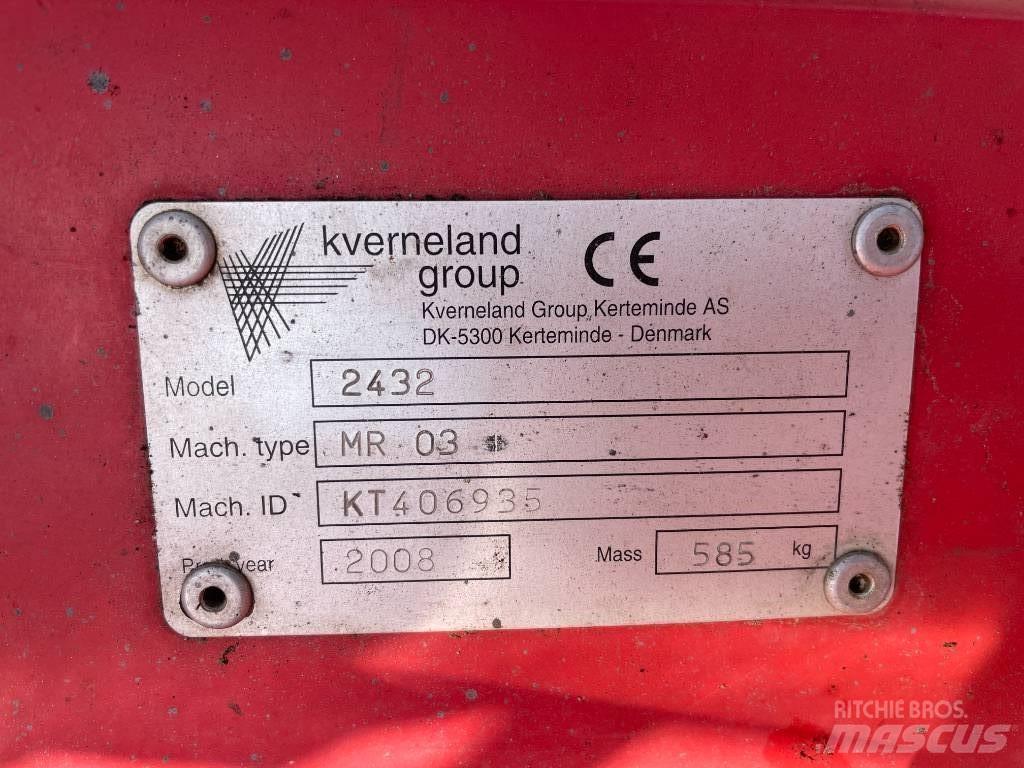 kverneland
group
CE
Kverneland Group Kerteminde AS
DK-5300 Kerteminde - Denmark
Model 2432
Mach. type MR 03
Mach. ID KT406935
year 2008 Mass 585 kg
RITCHIE BROS.
MASCUS